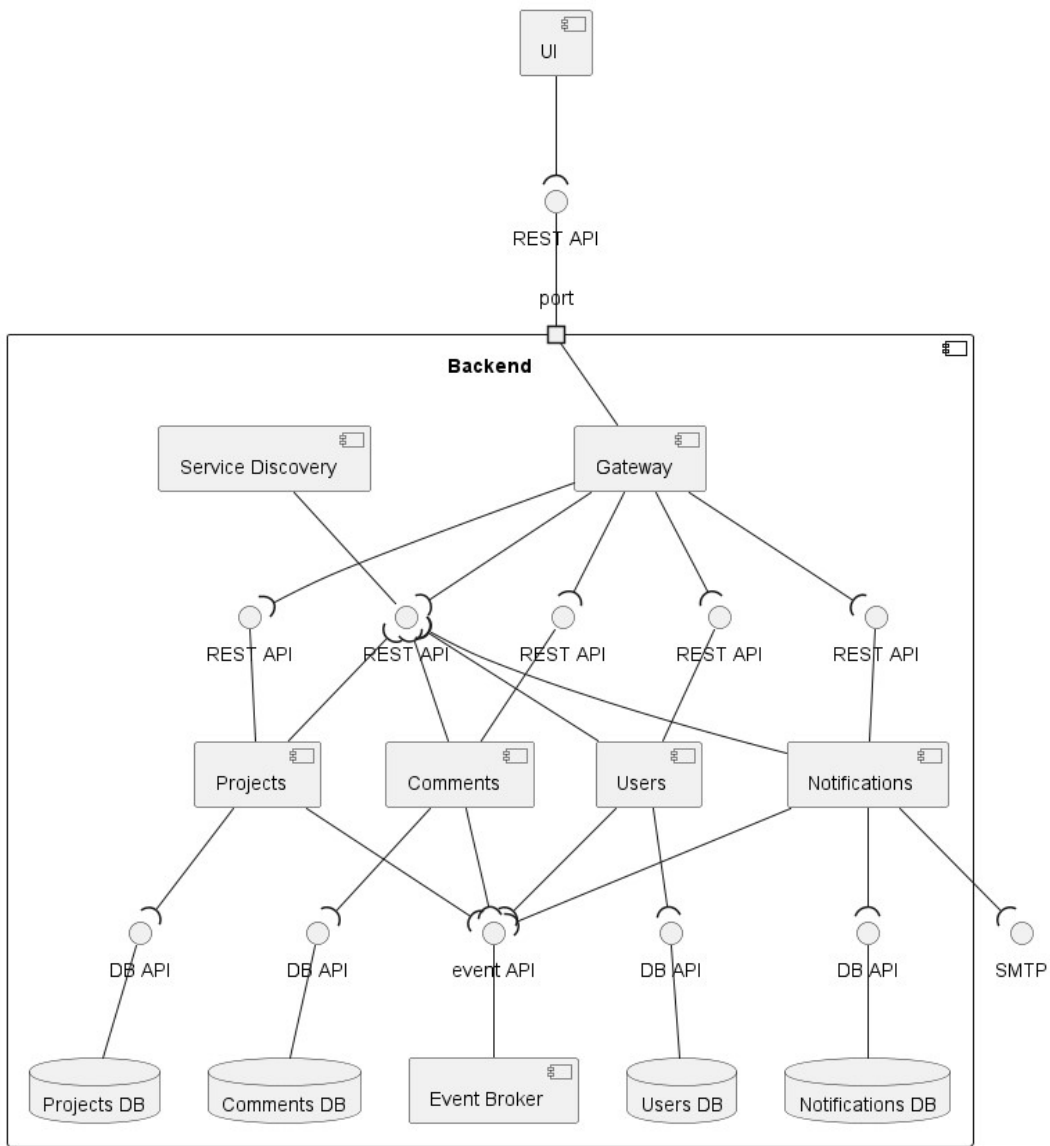 UI
REST API
port
Backend
Service Discovery
Gateway
REST API
REST API
REST API
REST API
REST API
Projects
Comments
Users
Notifications
DB API
DB API
event API
DB API
DB API
SMTP
Projects DB
Comments DB
Event Broker
Users DB
Notifications DB